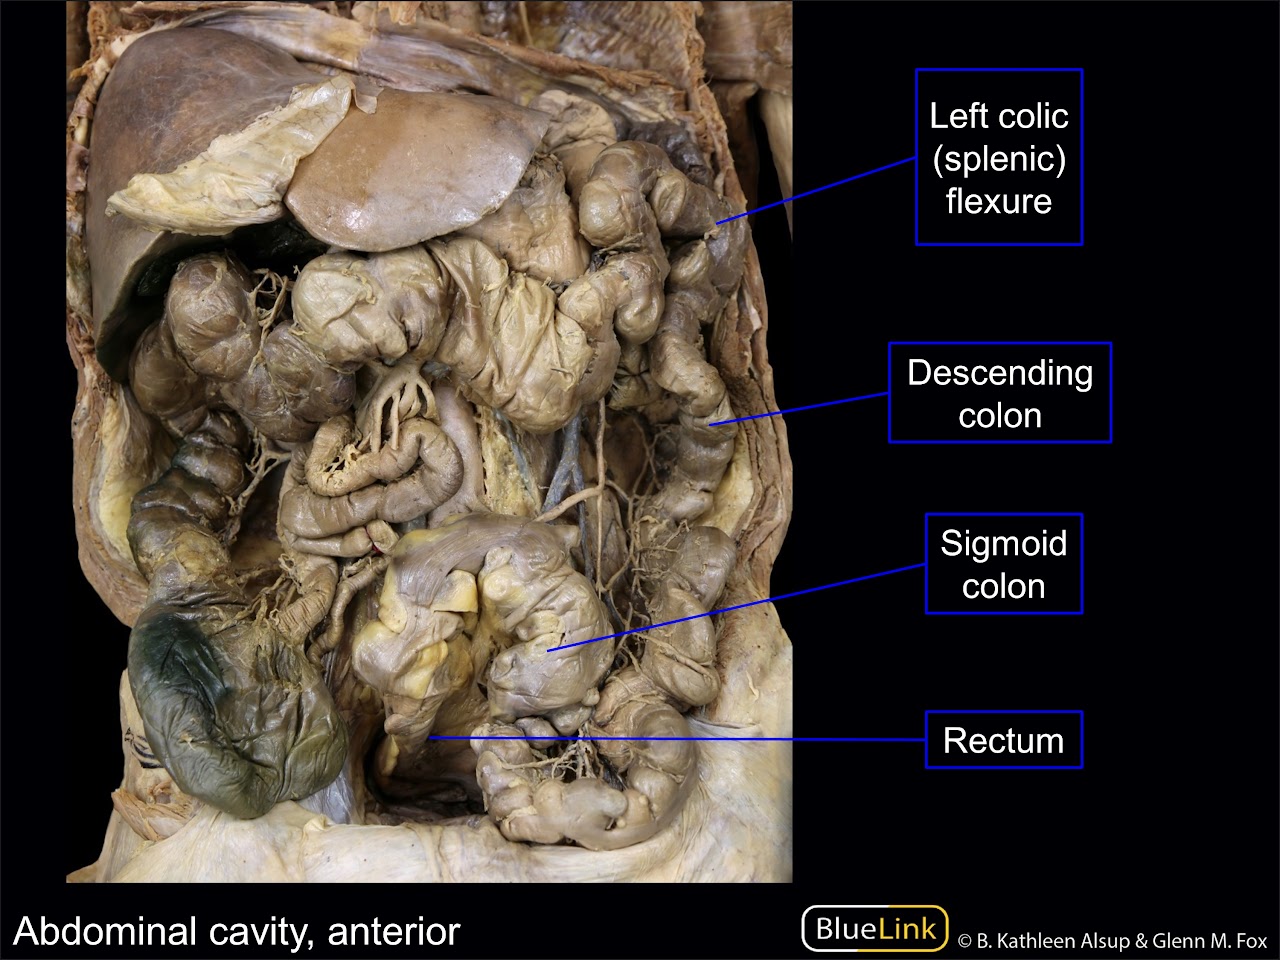 Left colic
(splenic)
flexure
Descending
colon
Sigmoid
colon
Rectum
Abdominal cavity, anterior
BlueLink
© B. Kathleen Alsup & Glenn M. Fox